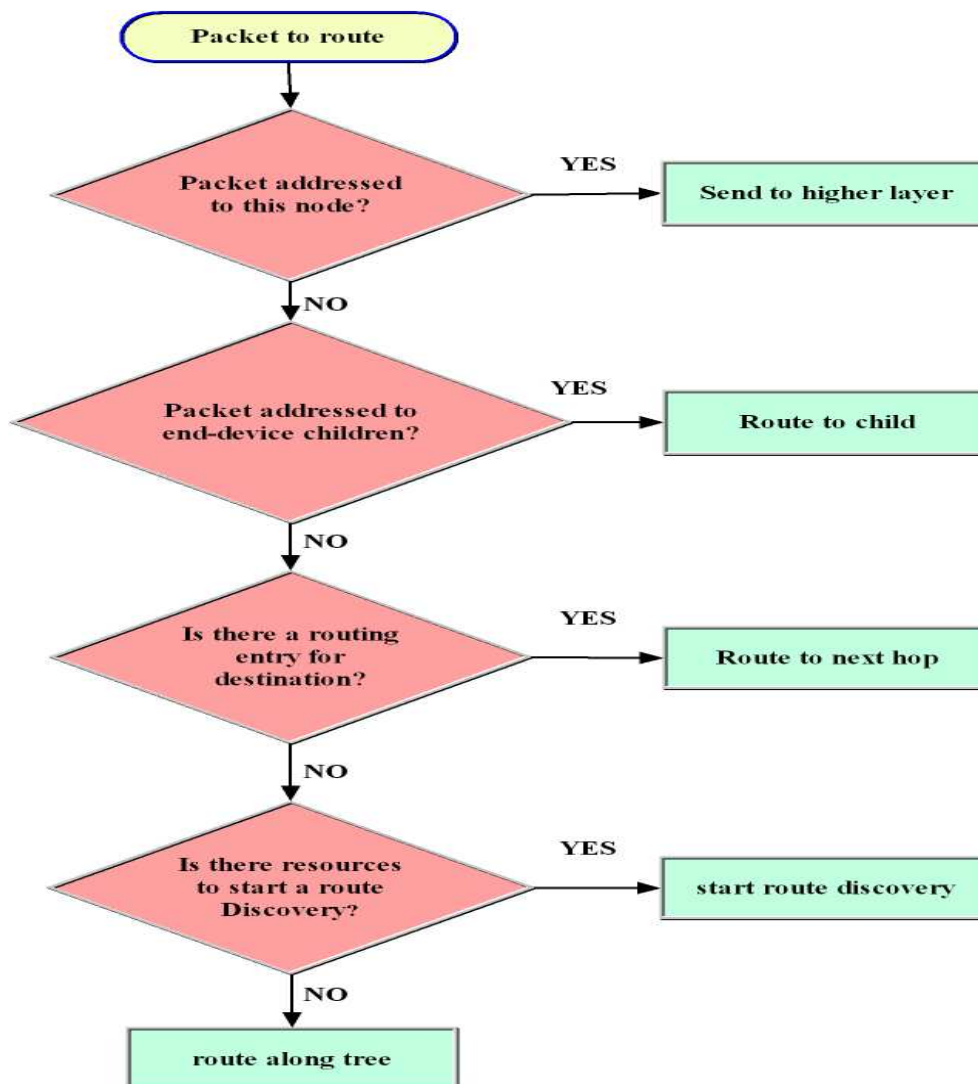 Packet to route
Packet addressed
to this node?
YES
Send to higher layer
NO
Packet addressed to
end-device children?
YES
Route to child
NO
Is there a routing
entry for
destination?
YES
Route to next hop
NO
Is there resources
to start a route
Discovery?
YES
start route discovery
NO
route along tree